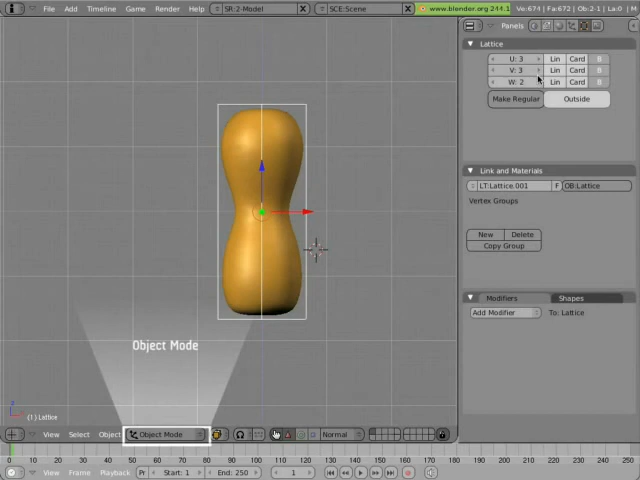 File Add Timeline Game Render Help SR:2-Model SCE:Scene www.blender.org 244.1 Ve:674 | Fa:672 | Ob:2-1 | La:0 | M
Panels
Lattice
U: 3 Lin Card B
V: 3 Lin Card B
W: 2 Lin Card B
Make Regular Outside
Link and Materials
LT:Lattice.001 F OB:Lattice
Vertex Groups
New Delete
Copy Group
Modifiers Shapes
Add Modifier To: Lattice
Object Mode
(1) Lattice
View Select Object Object Mode Normal
0 10 20 30 40 50 60 70 80 90 100 110 120 130 140 150 160 170 180 190 200 210 220 230 240 250
View Frame Playback Pr Start: 1 End: 250 1